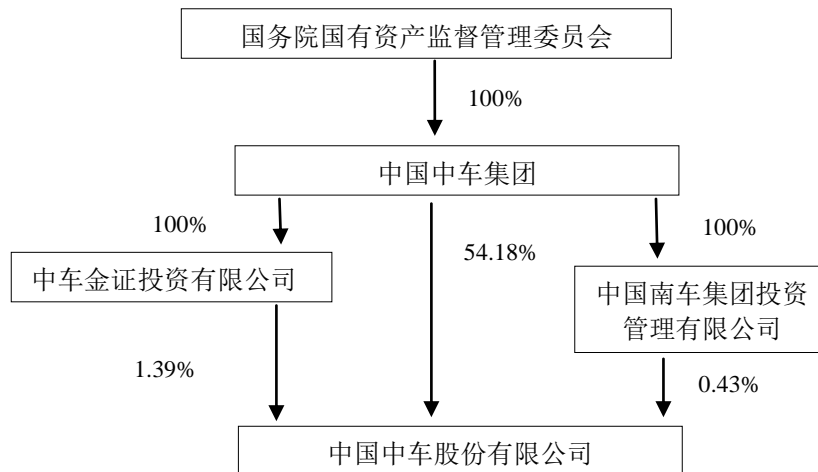 国务院国有资产监督管理委员会
100%
中国中车集团
100%
54.18%
100%
中车金证投资有限公司
中国南车集团投资
管理有限公司
1.39%
0.43%
中国中车股份有限公司